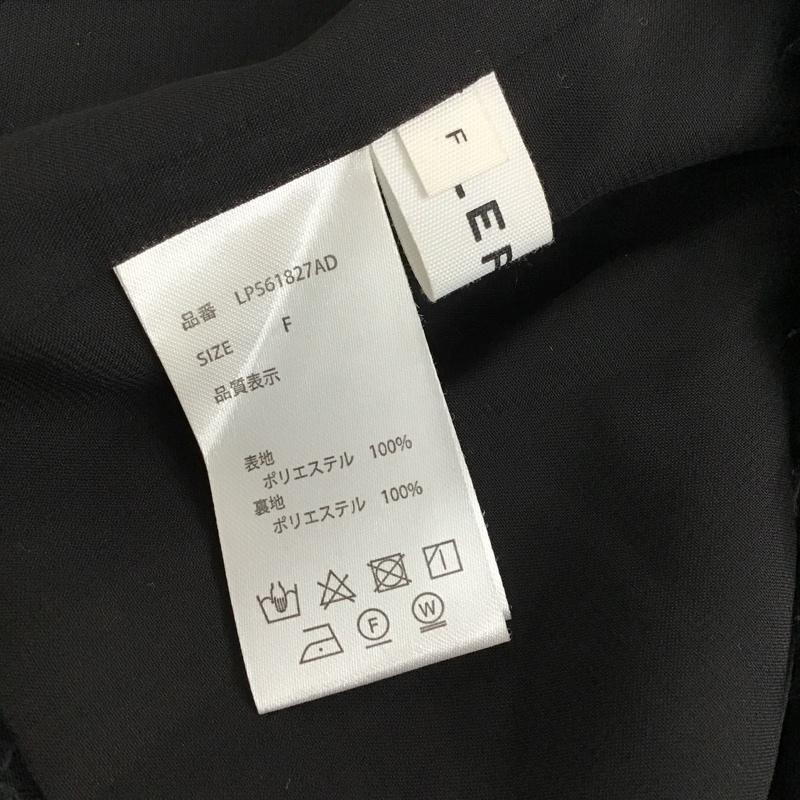 品番 LPS61827AD
SIZE F
品質表示
表地
ポリエステル 100%
裏地
ポリエステル 100%
F
W
F
-ER